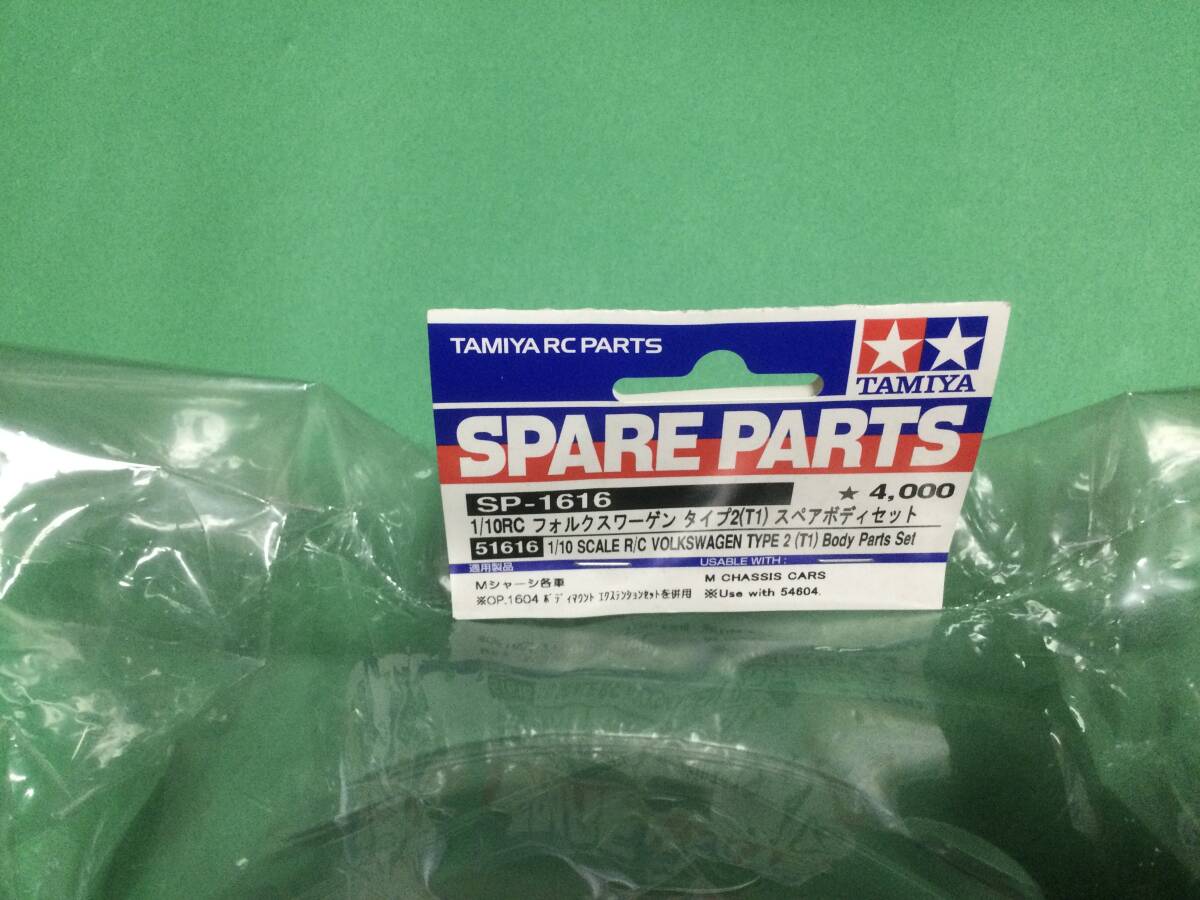 TAMIYA RC PARTS
TAMIYA
SPARE PARTS
SP-1616
★ 4,000
1/10RC フォルクスワーゲン タイプ2(T1) スペアボディセット
51616 1/10 SCALE R/C VOLKSWAGEN TYPE 2 (T1) Body Parts Set
適用製品
USABLE WITH :
Mシャーシ各車
M CHASSIS CARS
※OP.1604 ボディマウント エクステンションセットを併用
※Use with 54604.